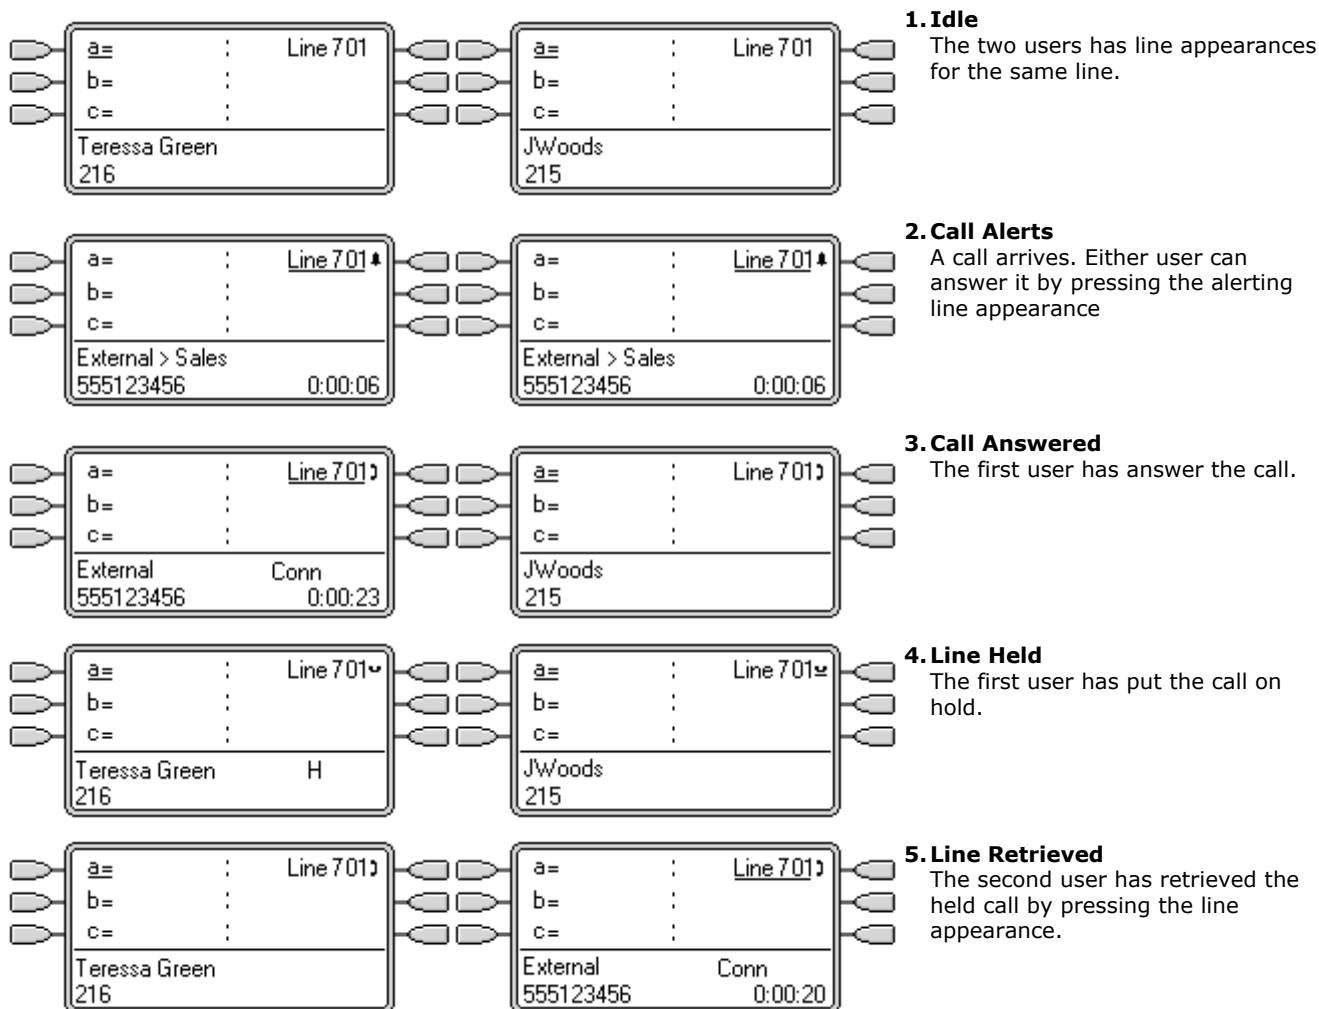 a= : Line 701
b= :
c= :
Teressa Green
216
a= : Line 701
b= :
c= :
JWoods
215
1. Idle
The two users has line appearances
for the same line.
a= : Line 701
b= :
c= :
External > Sales
555123456 0:00:06
a= : Line 701
b= :
c= :
External > Sales
555123456 0:00:06
2. Call Alerts
A call arrives. Either user can
answer it by pressing the alerting
line appearance
a= : Line 701
b= :
c= :
External Conn
555123456 0:00:23
a= : Line 701
b= :
c= :
JWoods
215
3. Call Answered
The first user has answer the call.
a= : Line 701
b= :
c= :
Teressa Green H
216
a= : Line 701
b= :
c= :
JWoods
215
4. Line Held
The first user has put the call on
hold.
a= : Line 701
b= :
c= :
Teressa Green
216
a= : Line 701
b= :
c= :
External Conn
555123456 0:00:20
5. Line Retrieved
The second user has retrieved the
held call by pressing the line
appearance.